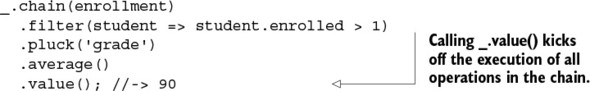 _.chain(enrollment)
.filter(student => student.enrolled > 1)
.pluck('grade')
.average()
.value(); //-> 90
Calling _.value() kicks
off the execution of all
operations in the chain.